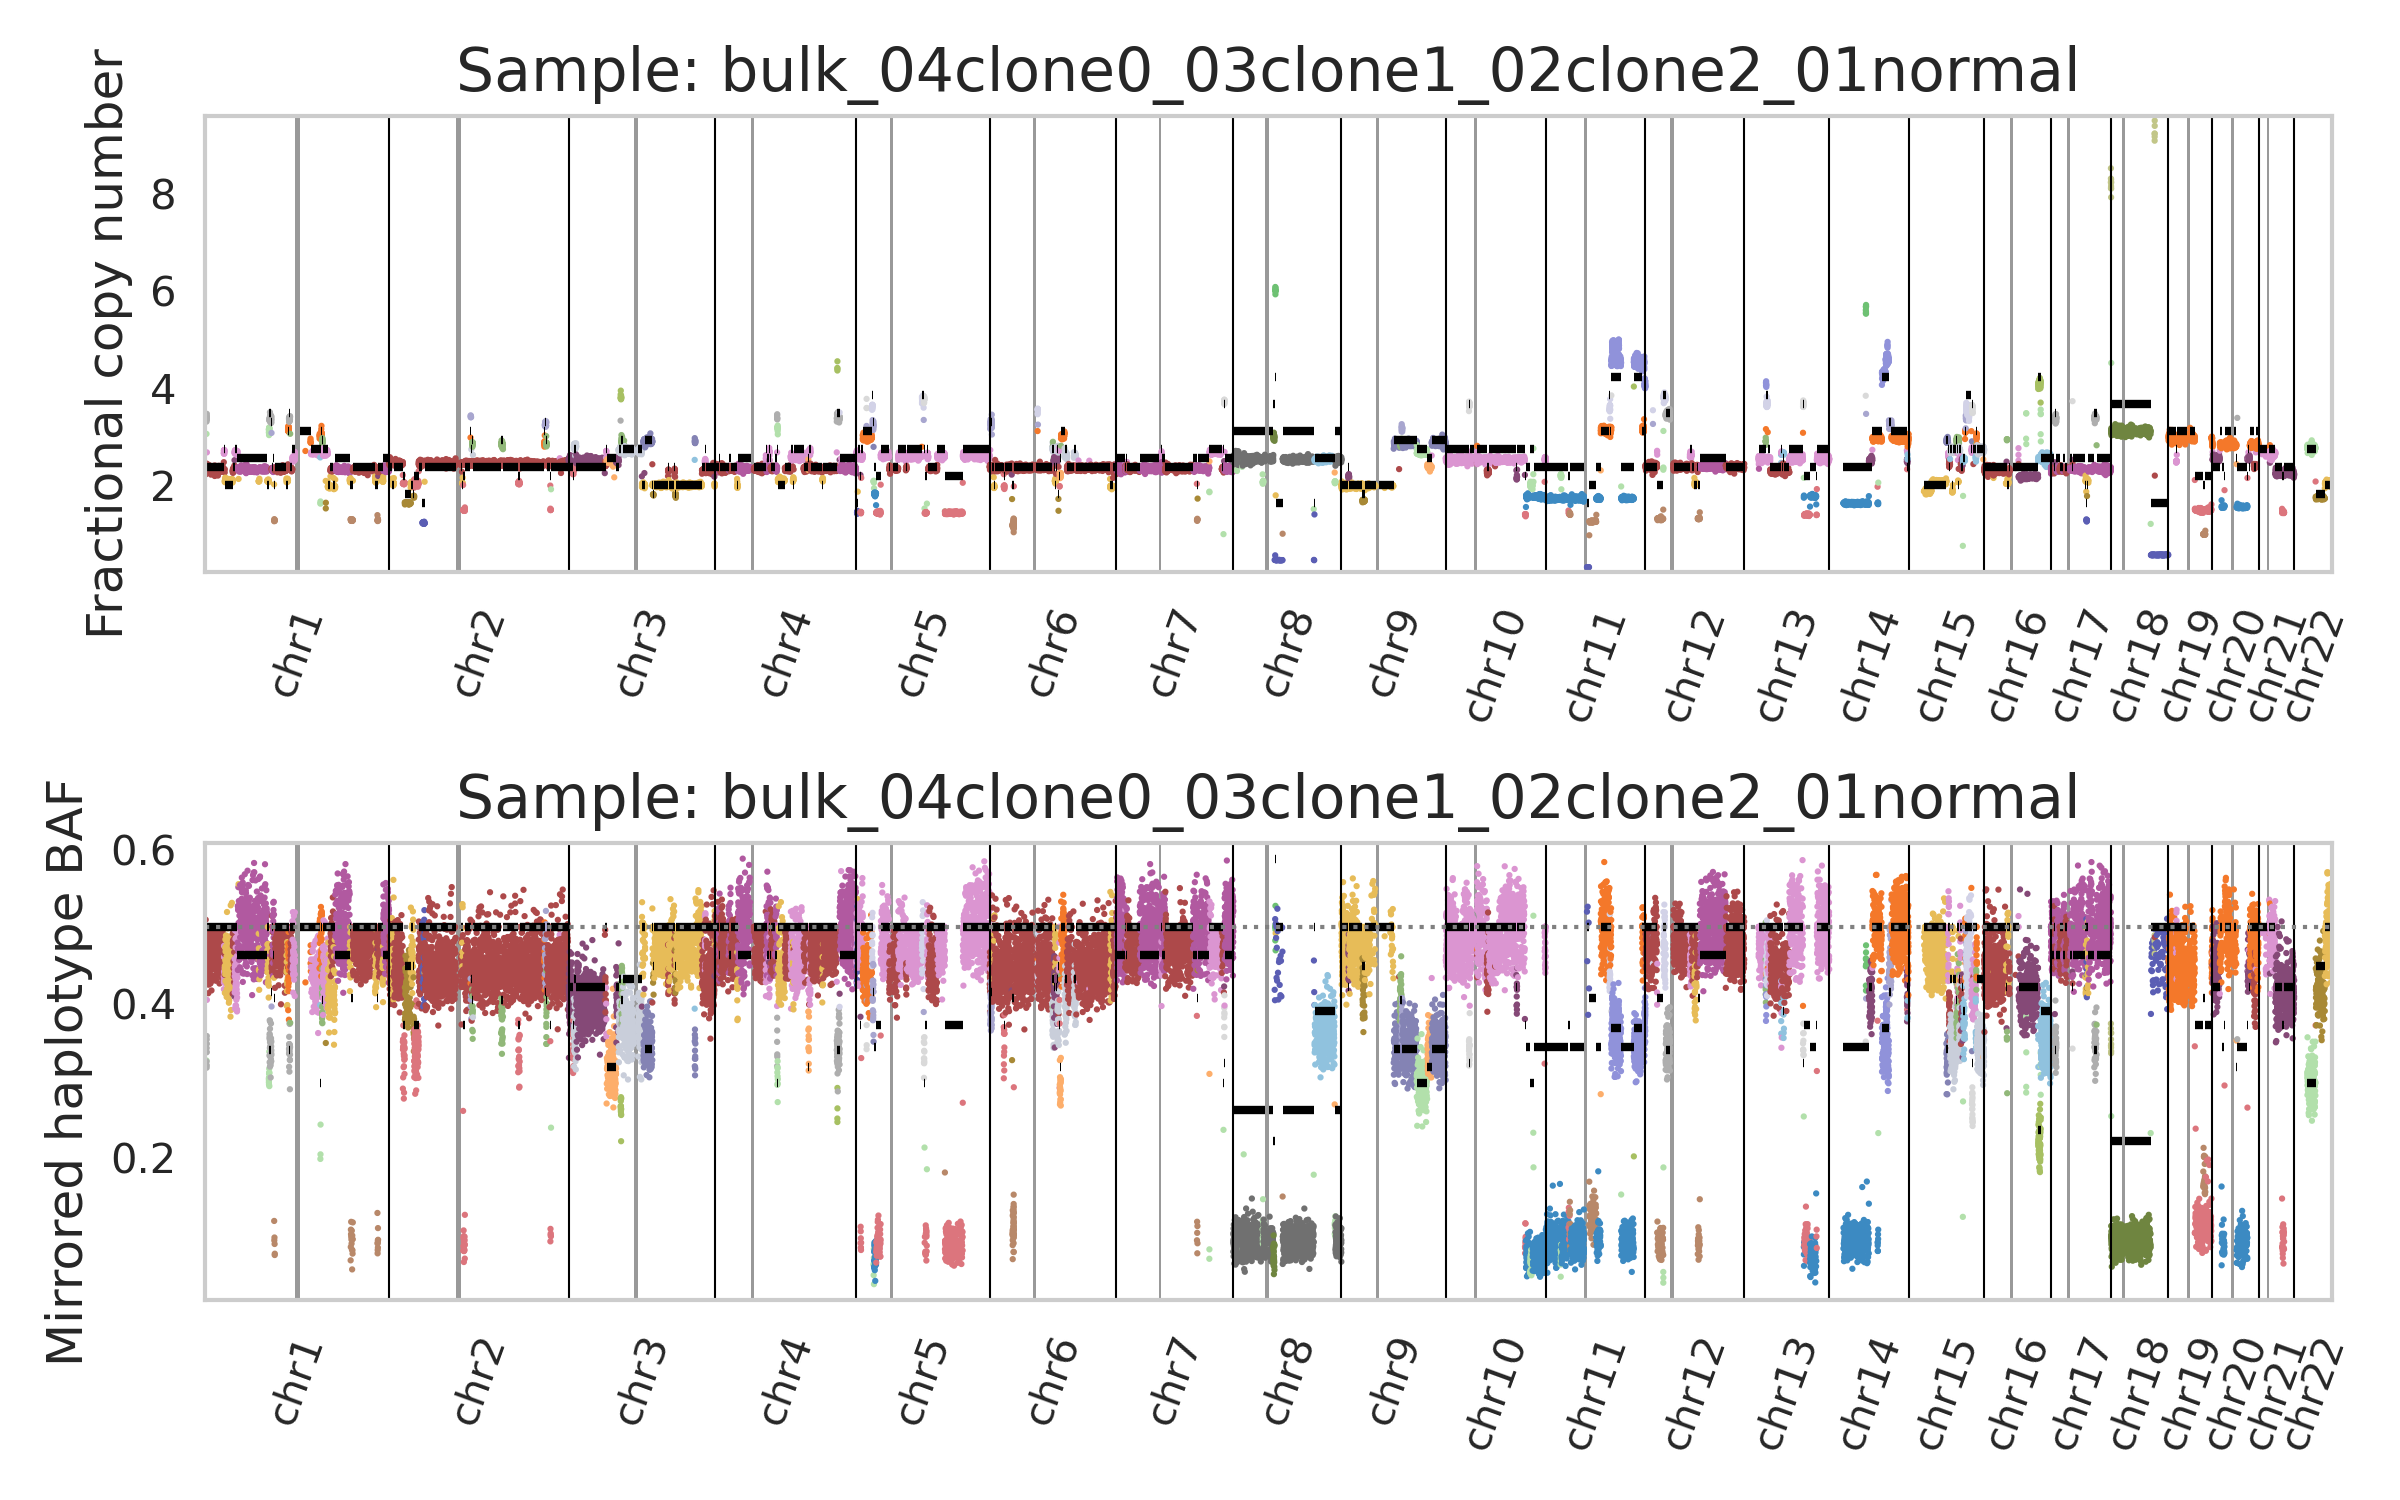 Sample: bulk_04clone0_03clone1_02clone2_01normal
Fractional copy number
8
6
4
2
chr1 chr2 chr3 chr4 chr5 chr6 chr7 chr8 chr9 chr10 chr11 chr12 chr13 chr14 chr15 chr16 chr17 chr18 chr19 chr20 chr21 chr22
Sample: bulk_04clone0_03clone1_02clone2_01normal
Mirrored haplotype BAF
0.6
0.4
0.2
chr1 chr2 chr3 chr4 chr5 chr6 chr7 chr8 chr9 chr10 chr11 chr12 chr13 chr14 chr15 chr16 chr17 chr18 chr19 chr20 chr21 chr22